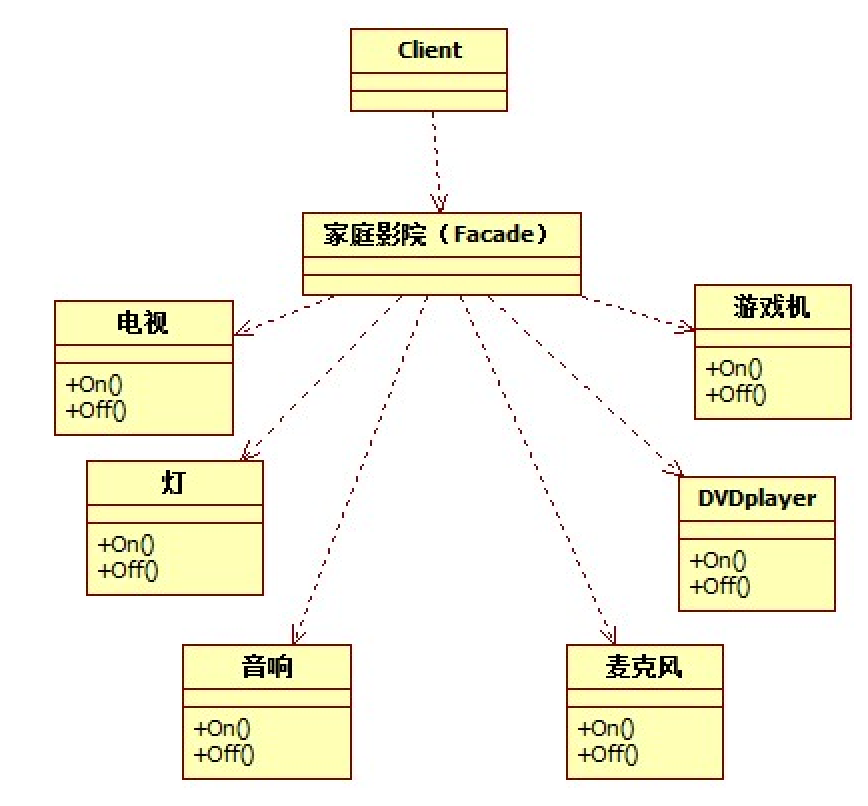 Client
家庭影院（Facade）
电视
+On()
+Off()
游戏机
+On()
+Off()
灯
+On()
+Off()
DVDplayer
+On()
+Off()
音响
+On()
+Off()
麦克风
+On()
+Off()